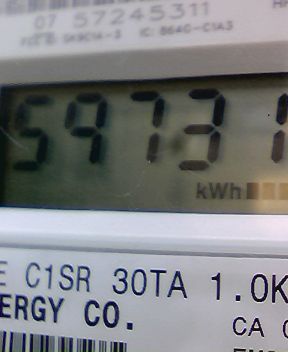 07 57245311
59731
kWh
E C1SR 30TA 1.0K
ERGY CO.
CA